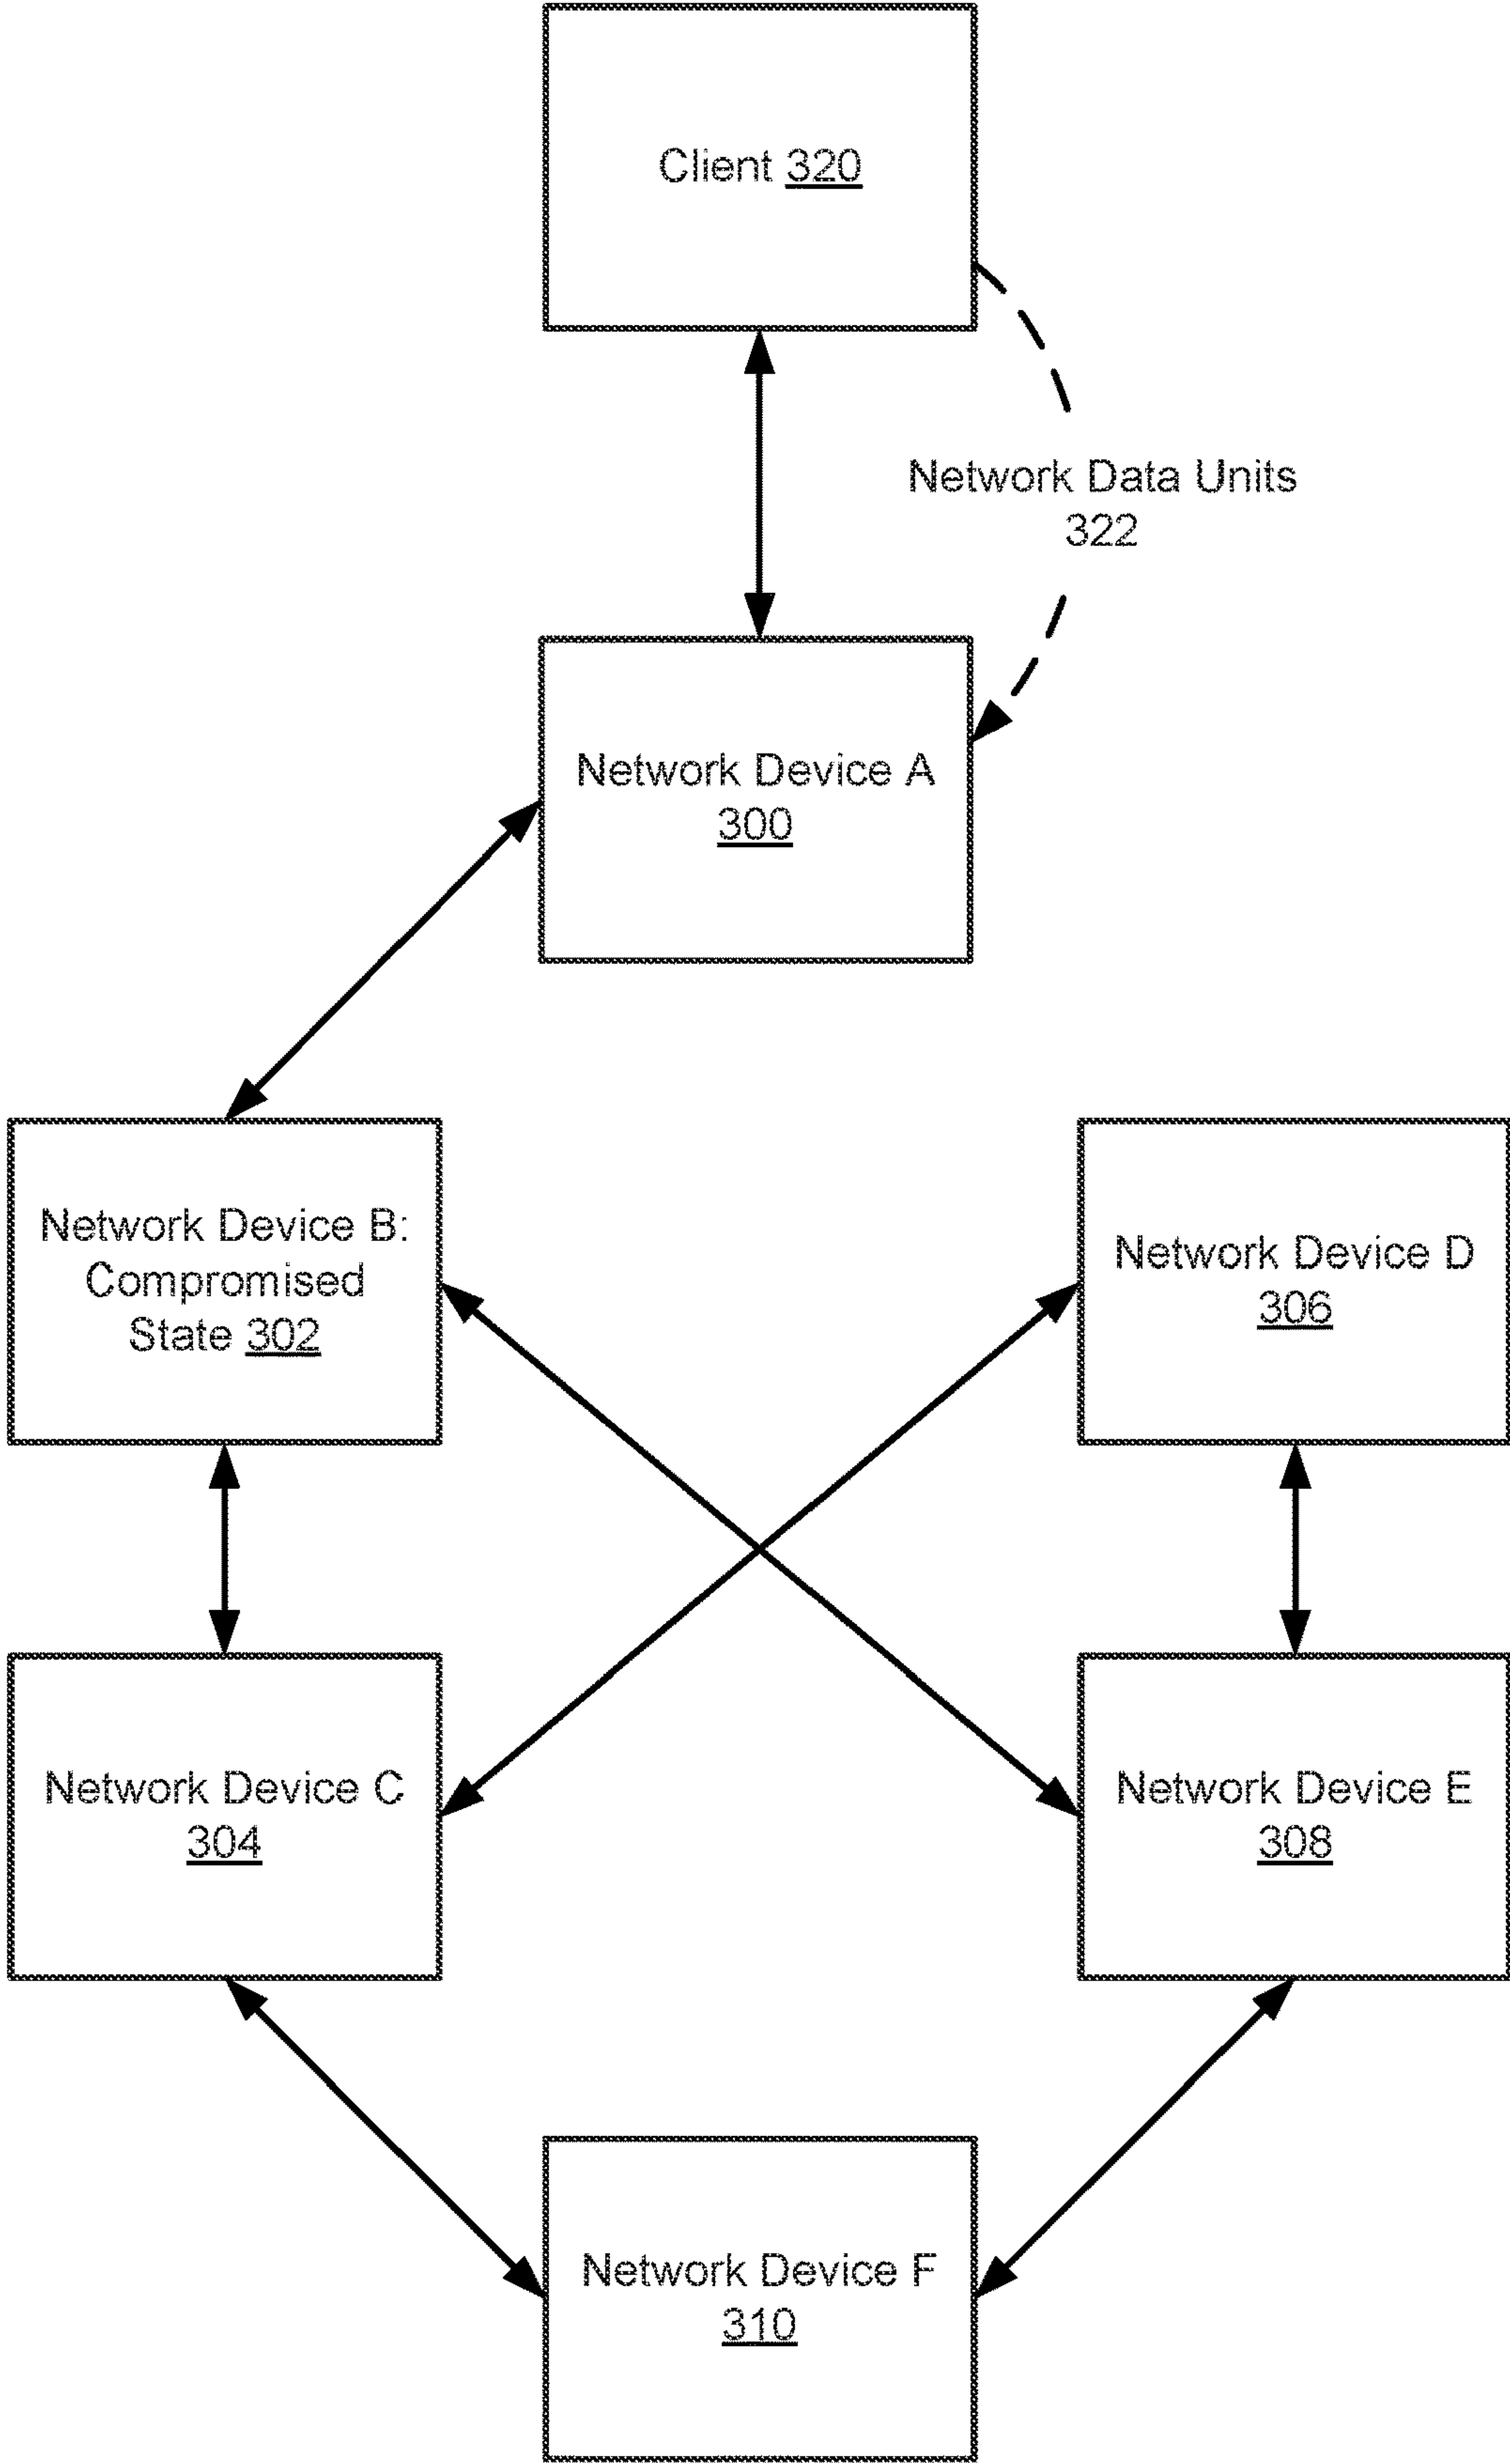 Client 320
Network Data Units
322
Network Device A
300
Network Device B:
Compromised
State 302
Network Device D
306
Network Device C
304
Network Device E
308
Network Device F
310